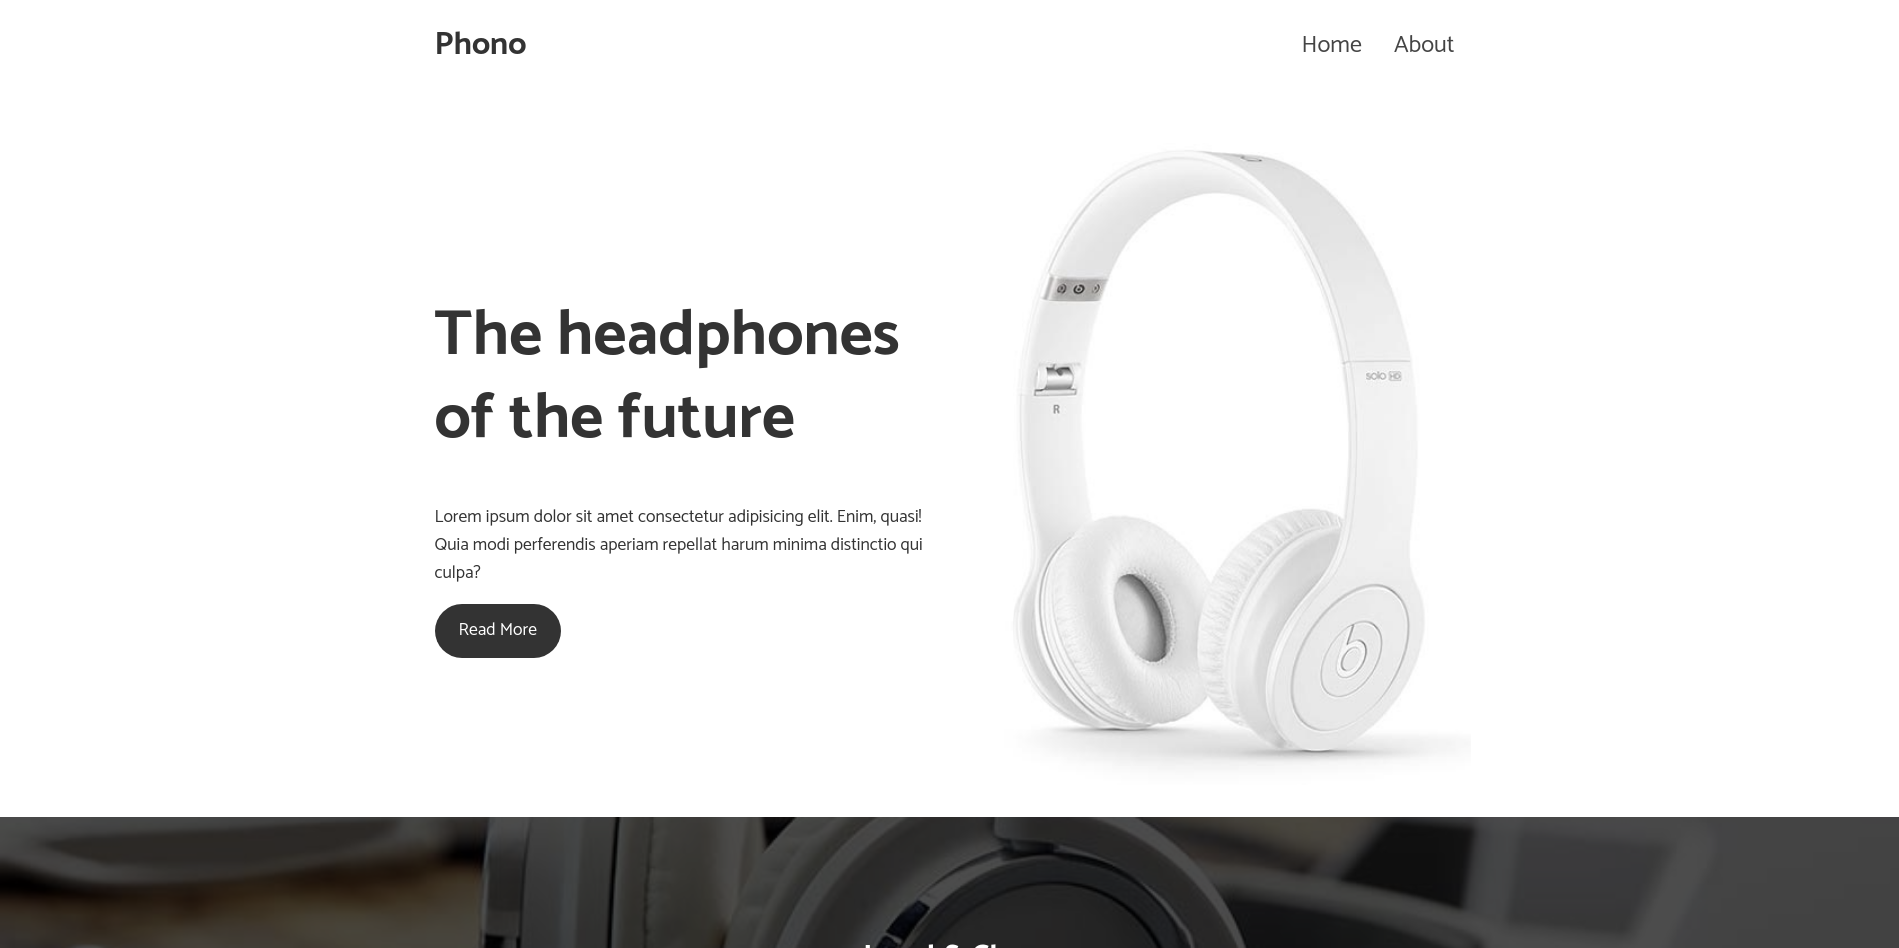 Phono
Home About
The headphones
of the future
Lorem ipsum dolor sit amet consectetur adipisicing elit. Enim, quasi!
Quia modi perferendis aperiam repellat harum minima distinctio qui
culpa?
Read More
solo HD
R
b